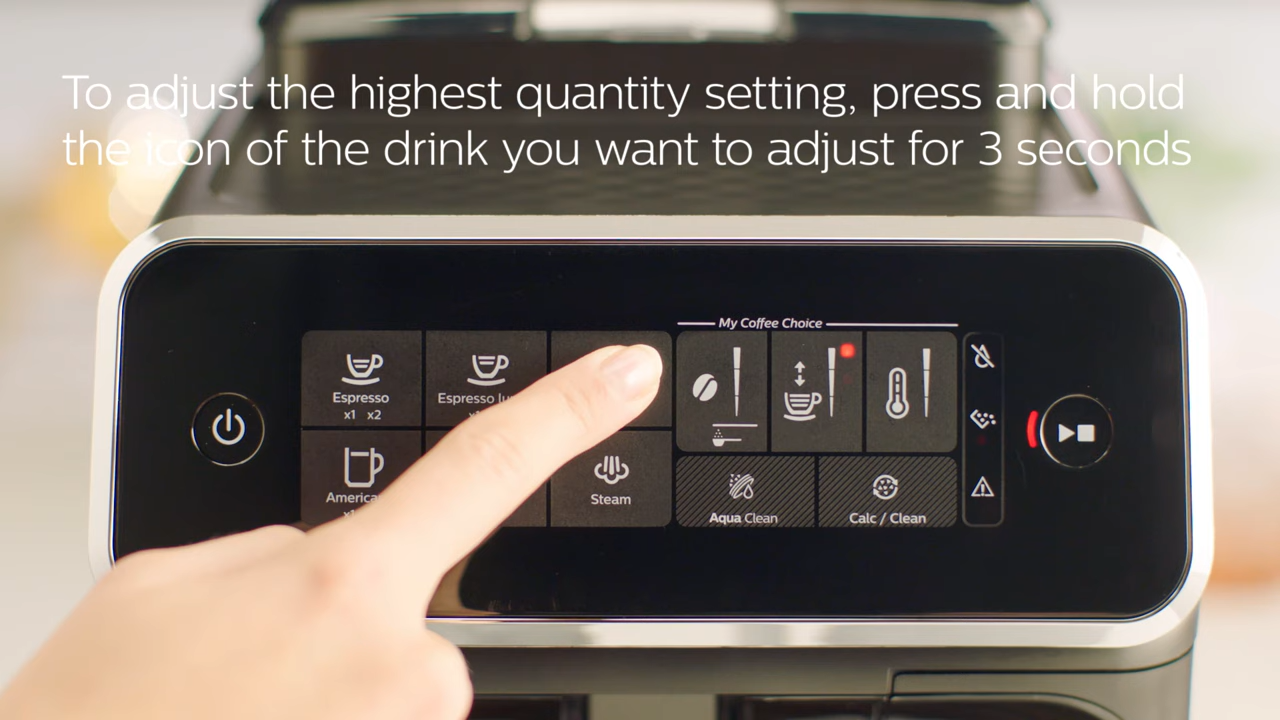 To adjust the highest quantity setting, press and hold
the icon of the drink you want to adjust for 3 seconds
My Coffee Choice
Espresso
x1 x2
Espresso
Steam
Aqua Clean
Calc / Clean